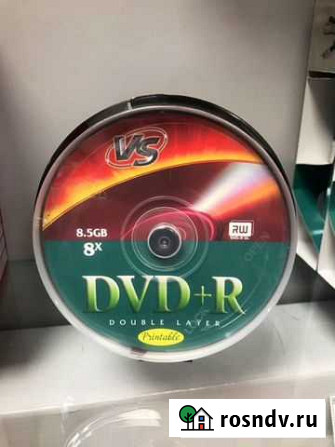 VS
8.5GB
8X
RW
DVD+R
DOUBLE LAYER
Printable
rosndv.ru